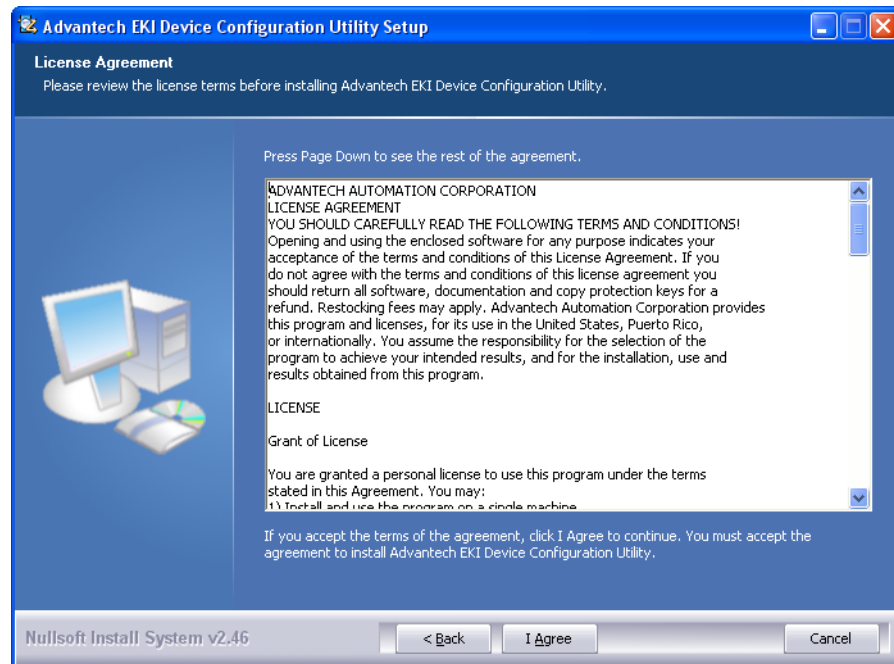 Advantech EKI Device Configuration Utility Setup
License Agreement
Please review the license terms before installing Advantech EKI Device Configuration Utility.
Press Page Down to see the rest of the agreement.
ADVANTECH AUTOMATION CORPORATION
LICENSE AGREEMENT
YOU SHOULD CAREFULLY READ THE FOLLOWING TERMS AND CONDITIONS!
Opening and using the enclosed software for any purpose indicates your
acceptance of the terms and conditions of this License Agreement. If you
do not agree with the terms and conditions of this license agreement you
should return all software, documentation and copy protection keys for a
refund. Restocking fees may apply. Advantech Automation Corporation provides
this program and licenses, for its use in the United States, Puerto Rico,
or internationally. You assume the responsibility for the selection of the
program to achieve your intended results, and for the installation, use and
results obtained from this program.
LICENSE
Grant of License
You are granted a personal license to use this program under the terms
stated in this Agreement. You may:
1) Install and use the program on a single machine
If you accept the terms of the agreement, click I Agree to continue. You must accept the
agreement to install Advantech EKI Device Configuration Utility.
Nullsoft Install System v2.46
< Back
I Agree
Cancel